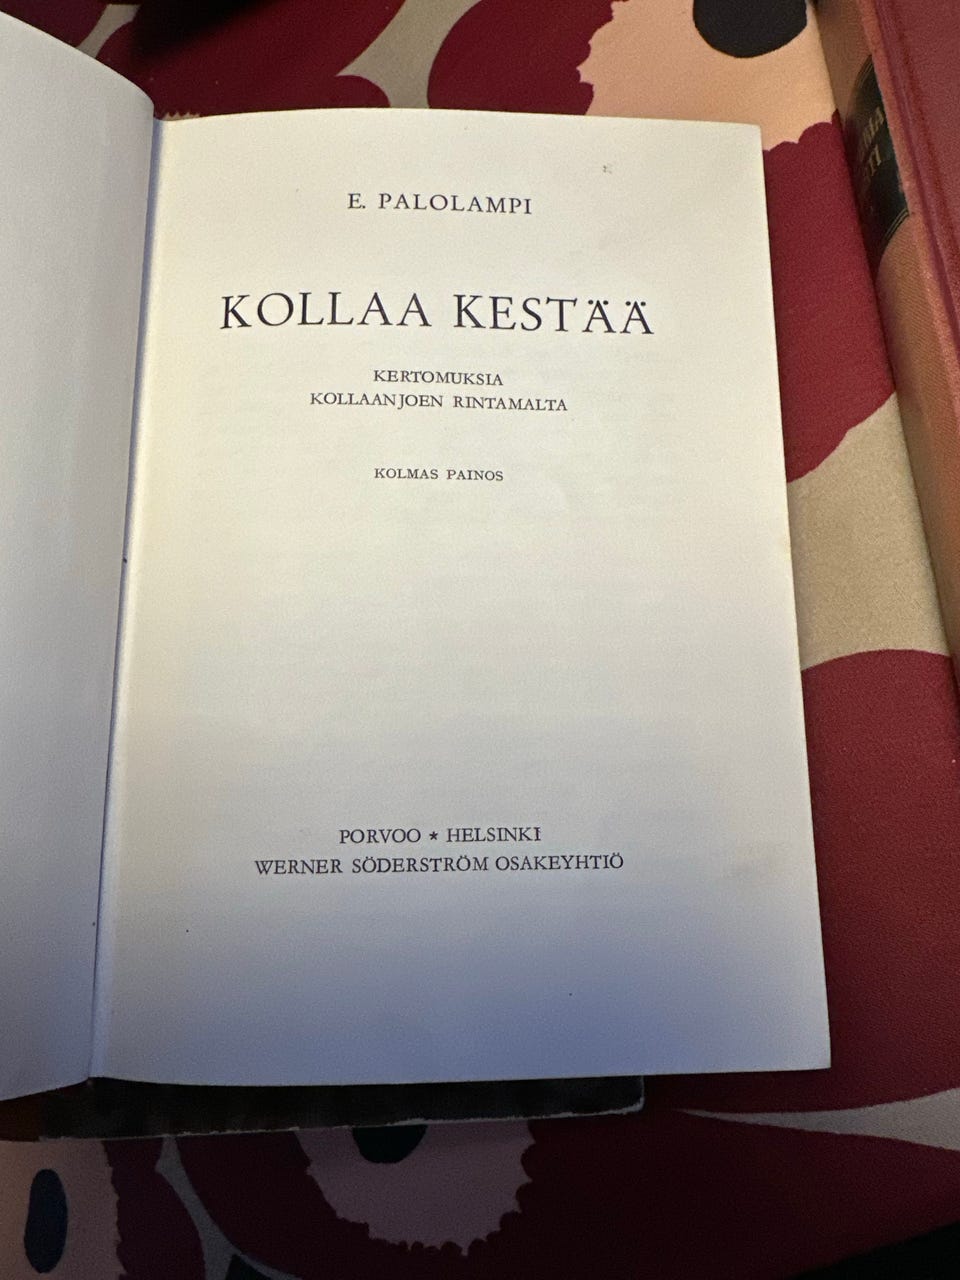 E. PALOLAMPI
KOLLAA KESTÄÄ
KERTOMUKSIA
KOLLAANJOEN RINTAMALTA
KOLMAS PAINOS
PORVOO ★ HELSINKI
WERNER SÖDERSTRÖM OSAKEYHTIÖ